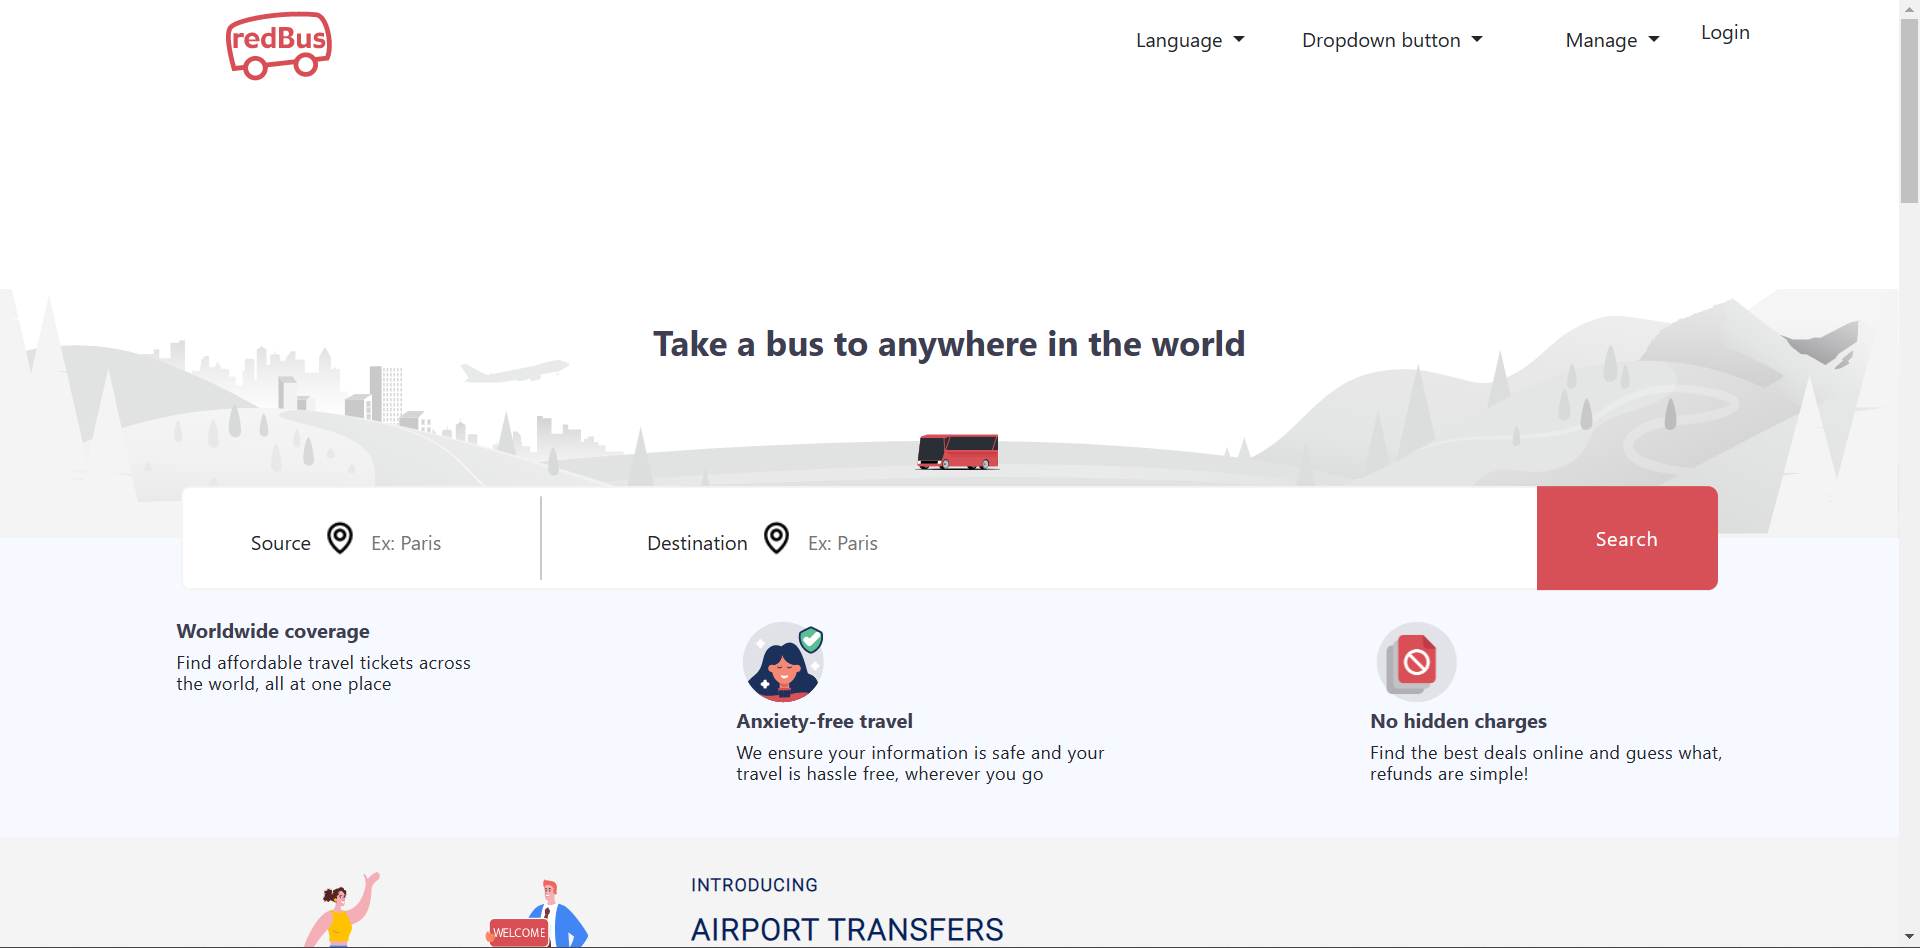 redBus
Language
Dropdown button
Manage
Login
Take a bus to anywhere in the world
Source
Ex: Paris
Destination
Ex: Paris
Search
Worldwide coverage
Find affordable travel tickets across
the world, all at one place
Anxiety-free travel
We ensure your information is safe and your
travel is hassle free, wherever you go
No hidden charges
Find the best deals online and guess what,
refunds are simple!
WELCOME
INTRODUCING
AIRPORT TRANSFERS